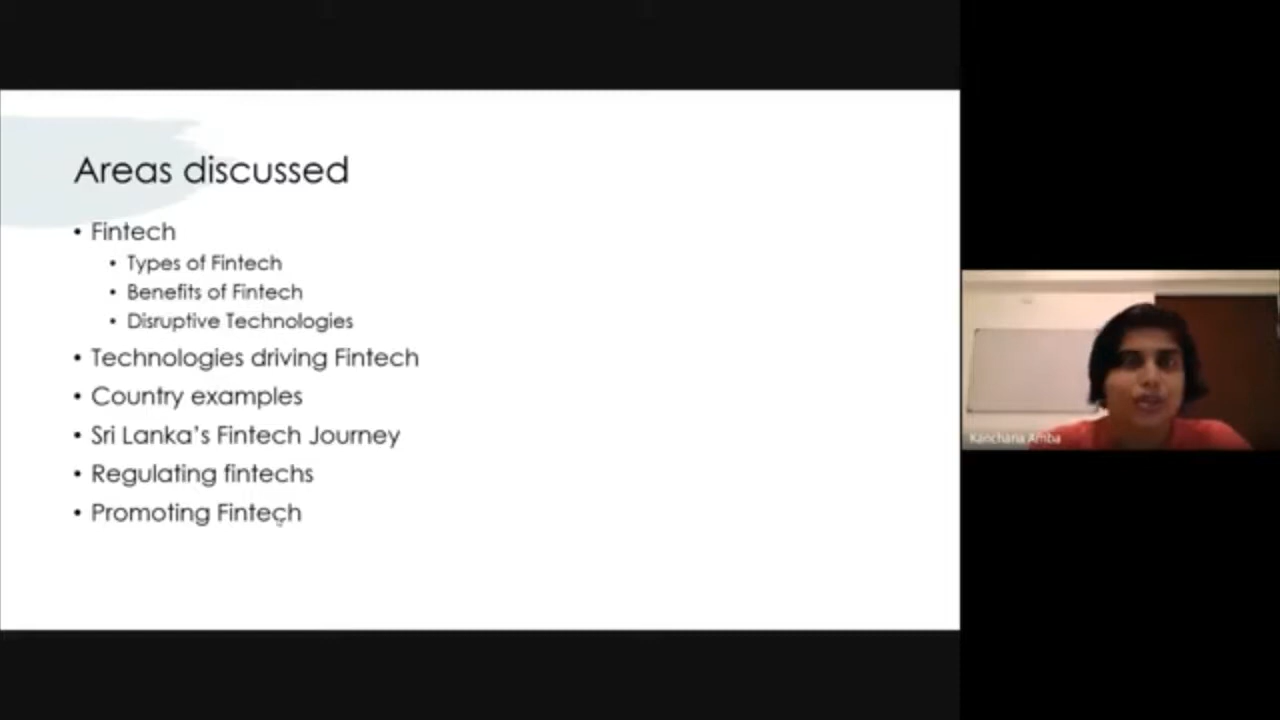 Areas discussed
• Fintech
• Types of Fintech
• Benefits of Fintech
• Disruptive Technologies
• Technologies driving Fintech
• Country examples
• Sri Lanka's Fintech Journey
• Regulating fintechs
• Promoting Fintech
Kanchana Amba